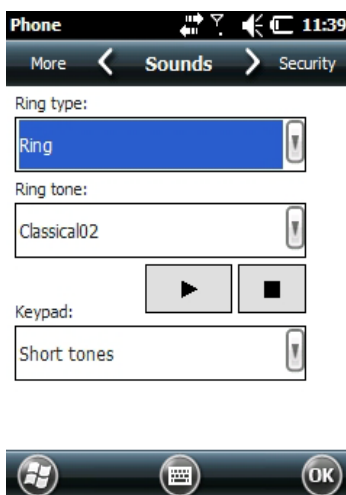 Phone 11:39
More Sounds Security
Ring type:
Ring
Ring tone:
Classical02
Keypad:
Short tones
OK